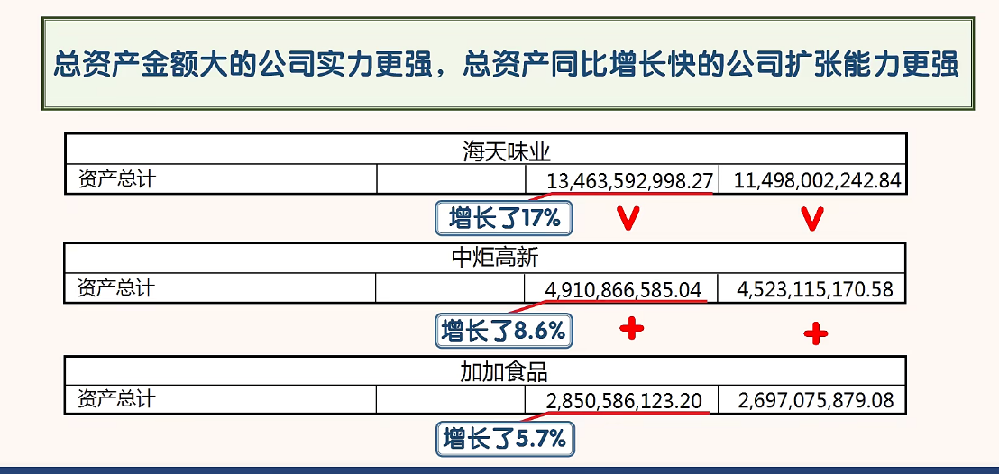 总资产金额大的公司实力更强，总资产同比增长快的公司扩张能力更强
海天味业
资产总计 13,463,592,998.27 11,498,002,242.84
增长了17% V V
中炬高新
资产总计 4,910,866,585.04 4,523,115,170.58
增长了8.6% + +
加加食品
资产总计 2,850,586,123.20 2,697,075,879.08
增长了5.7%